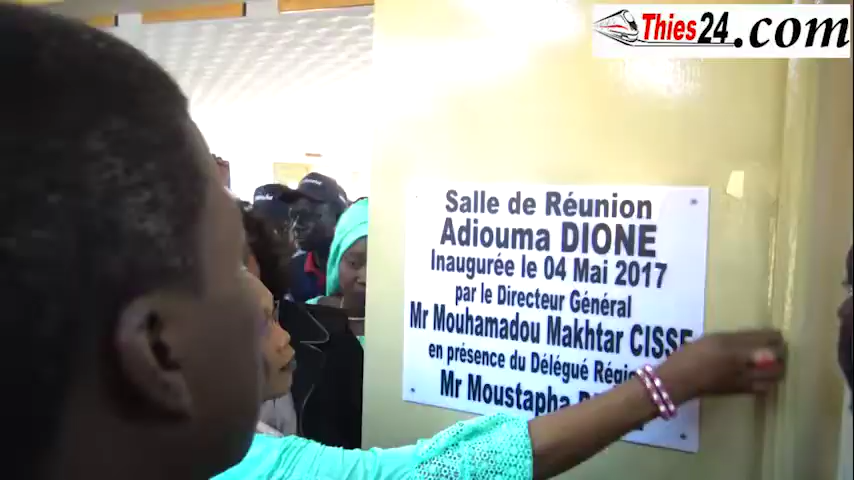 Thies24.com
Salle de Réunion
Adiouma DIONE
Inaugurée le 04 Mai 2017
par le Directeur Général
Mr Mouhamadou Makhtar CISSE
en présence du Délégué
Mr Moustapha